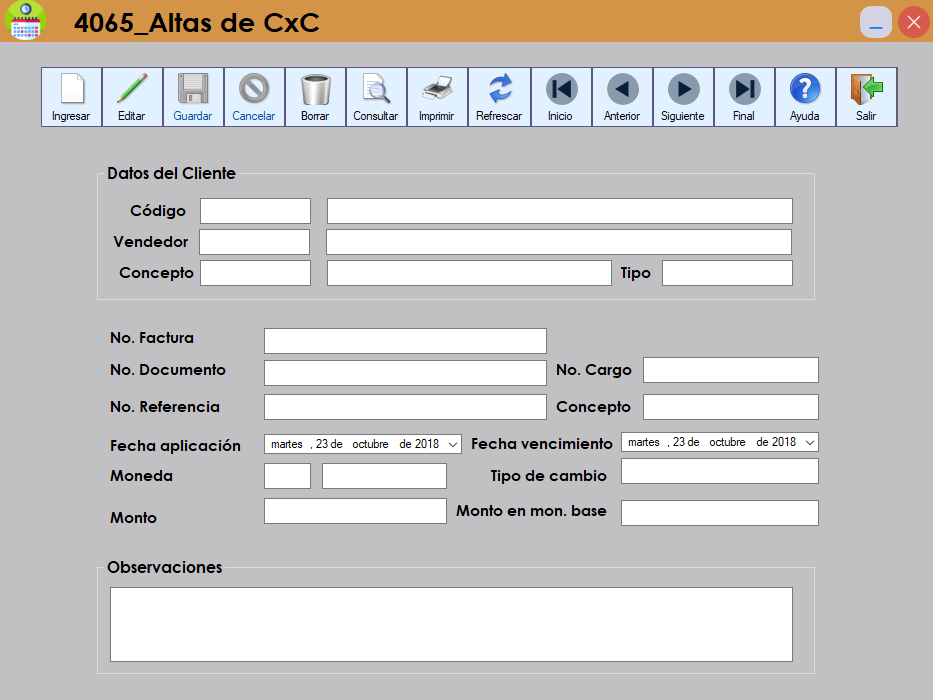 4065_Altas de CxC
Ingresar Editar Guardar Cancelar Borrar Consultar Imprimir Refrescar Inicio Anterior Siguiente Final Ayuda Salir
Datos del Cliente
Código
Vendedor
Concepto Tipo
No. Factura
No. Documento No. Cargo
No. Referencia Concepto
Fecha aplicación martes , 23 de octubre de 2018 Fecha vencimiento martes , 23 de octubre de 2018
Moneda Tipo de cambio
Monto Monto en mon. base
Observaciones